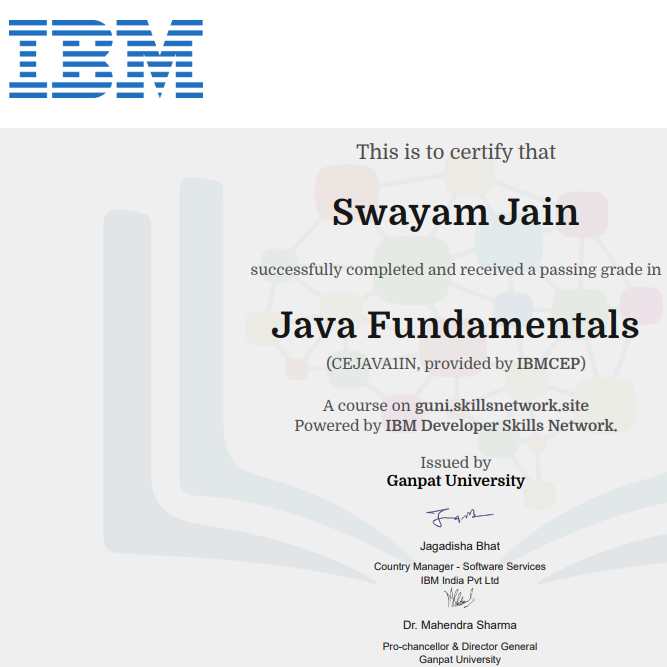 IBM
This is to certify that
Swayam Jain
successfully completed and received a passing grade in
Java Fundamentals
(CEJAVA1IN, provided by IBMCEP)
A course on guni.skillsnetwork.site
Powered by IBM Developer Skills Network.
Issued by
Ganpat University
Jagadisha Bhat
Country Manager - Software Services
IBM India Pvt Ltd
Dr. Mahendra Sharma
Pro-chancellor & Director General
Ganpat University